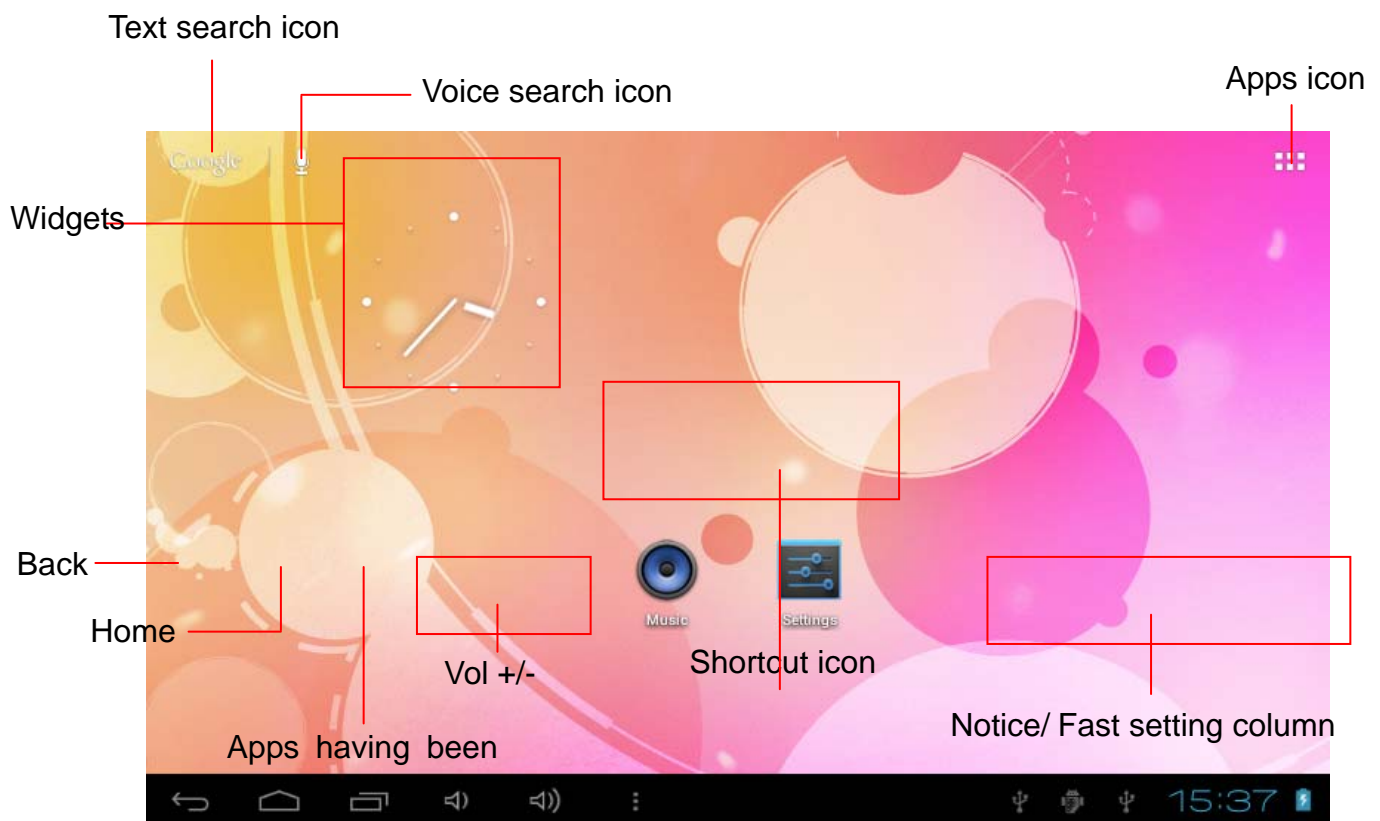 Text search icon
Voice search icon
Apps icon
Google
Widgets
Back
Music
Settings
Home
Vol +/-
Shortcut icon
Notice/ Fast setting column
Apps having been
15:37